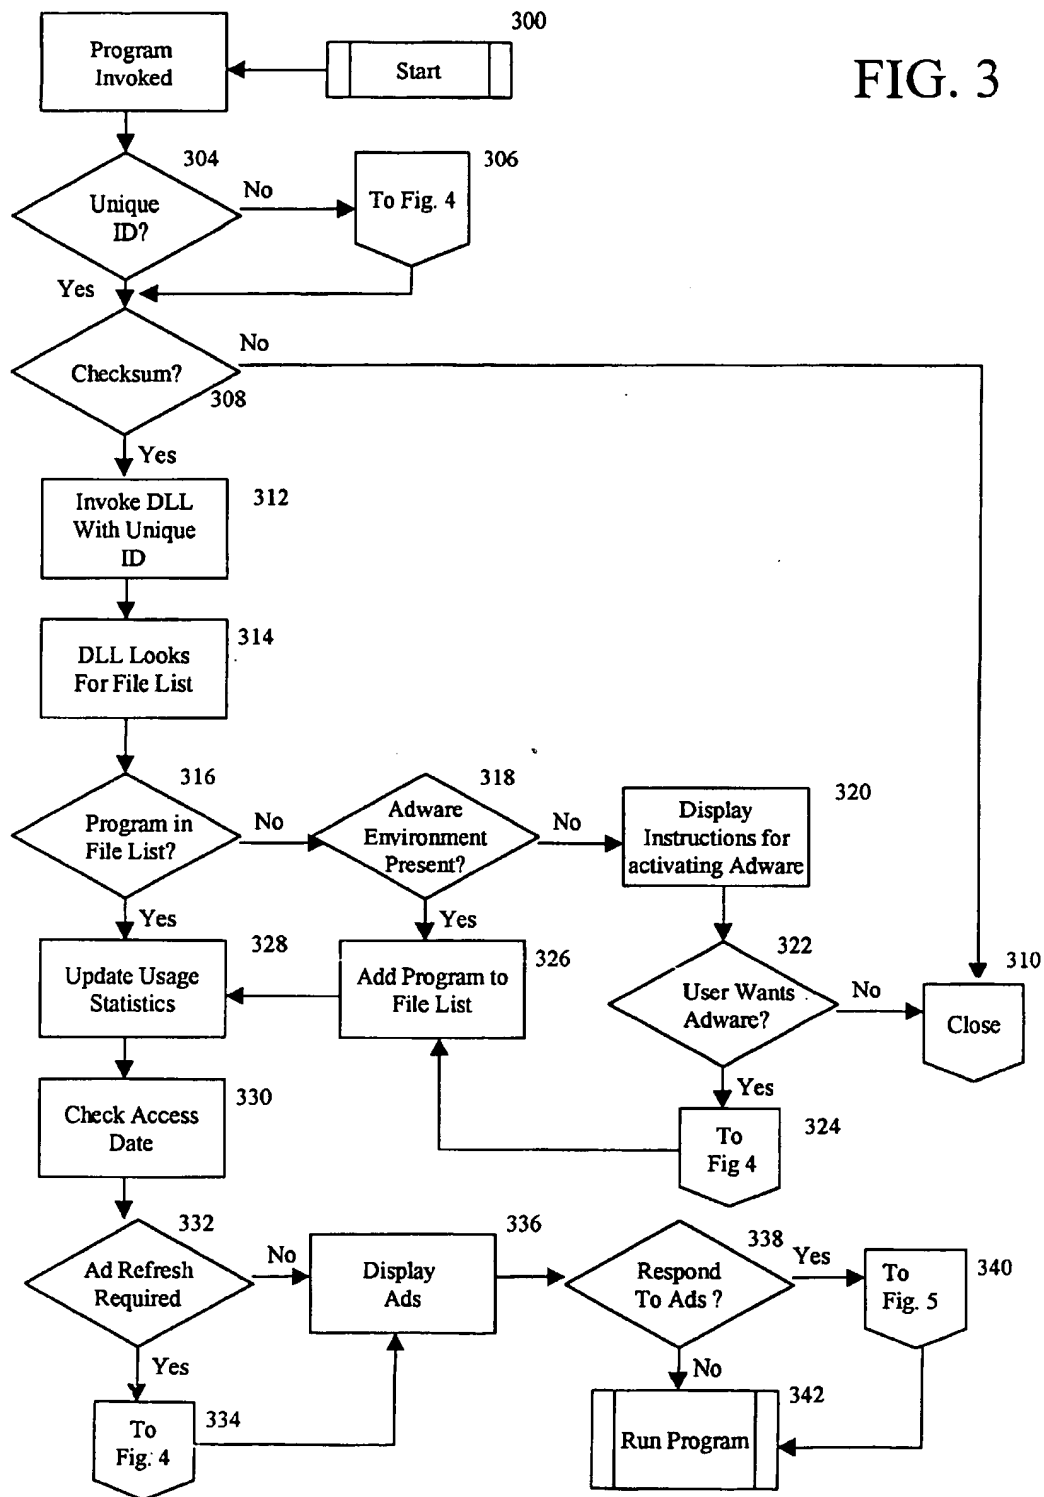 300
Program
Invoked
Start
FIG. 3
304
306
Unique
ID?
No
To Fig. 4
Yes
No
Checksum?
308
Yes
Invoke DLL
With Unique
ID
312
DLL Looks
For File List
314
316
318
320
Program in
File List?
No
Adware
Environment
Present?
No
Display
Instructions for
activating Adware
Yes
Yes
328
326
322
310
Update Usage
Statistics
Add Program to
File List
User Wants
Adware?
No
Close
Yes
Check Access
Date
330
To
Fig 4
324
332
336
338
340
Ad Refresh
Required
No
Display
Ads
Respond
To Ads ?
Yes
To
Fig. 5
Yes
No
To
Fig. 4
334
Run Program
342